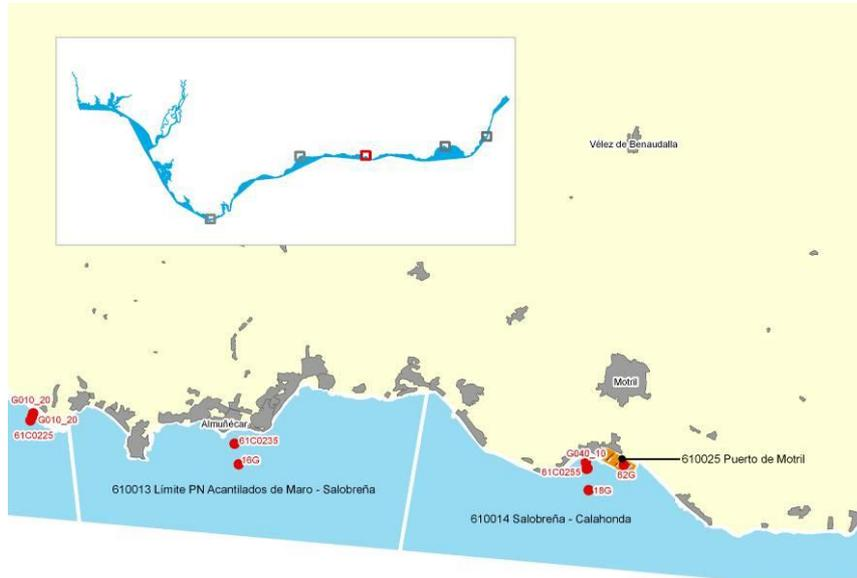 Vélez de Benaudalla
Motril
G010_20
G010_20
61C0225
Almuñécar
61C0235
16G
G040_10
61C0255
62G
610025 Puerto de Motril
18G
610013 Límite PN Acantilados de Maro - Salobreña
610014 Salobreña - Calahonda